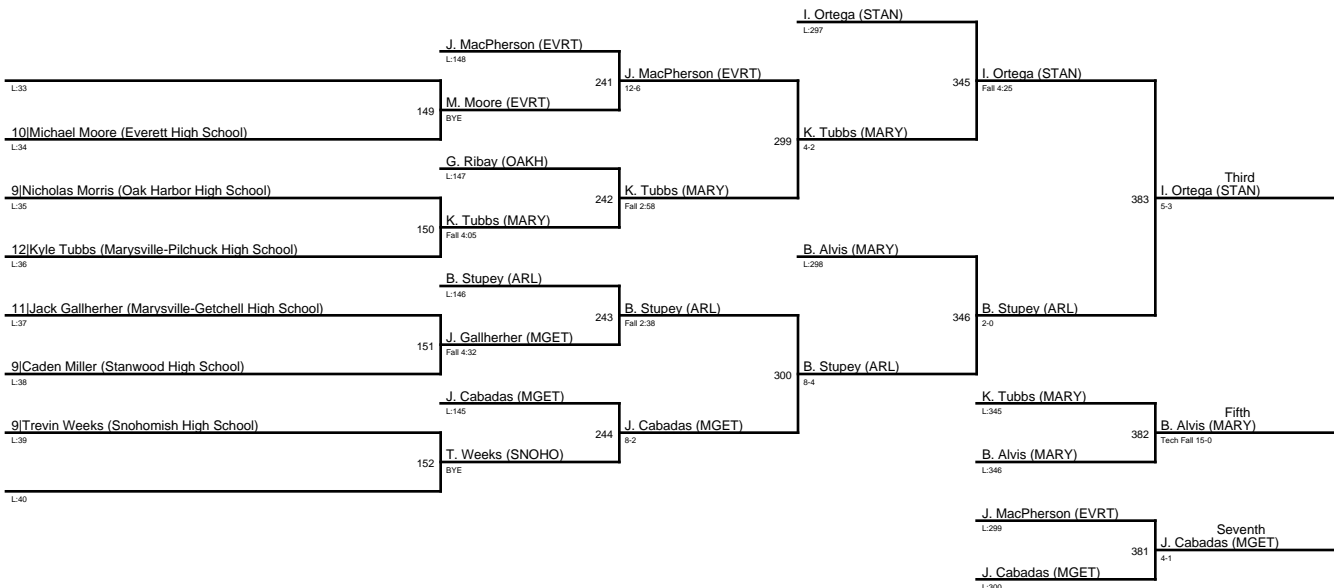 I. Ortega (STAN)
L:297
J. MacPherson (EVRT)
L:148
241
J. MacPherson (EVRT)
12-6
345
I. Ortega (STAN)
Fall 4:25
L:33
149
M. Moore (EVRT)
BYE
10|Michael Moore (Everett High School)
L:34
299
K. Tubbs (MARY)
4-2
G. Ribay (OAKH)
L:147
9|Nicholas Morris (Oak Harbor High School)
L:35
242
K. Tubbs (MARY)
Fall 2:58
383
Third
I. Ortega (STAN)
5-3
150
K. Tubbs (MARY)
Fall 4:05
12|Kyle Tubbs (Marysville-Pilchuck High School)
L:36
B. Alvis (MARY)
L:298
B. Stupey (ARL)
L:146
11|Jack Gallherher (Marysville-Getchell High School)
L:37
243
B. Stupey (ARL)
Fall 2:38
346
B. Stupey (ARL)
2-0
151
J. Gallherher (MGET)
Fall 4:32
9|Caden Miller (Stanwood High School)
L:38
300
B. Stupey (ARL)
8-4
J. Cabadas (MGET)
L:145
K. Tubbs (MARY)
L:345
9|Trevin Weeks (Snohomish High School)
L:39
244
J. Cabadas (MGET)
8-2
382
Fifth
B. Alvis (MARY)
Tech Fall 15-0
152
T. Weeks (SNOHO)
BYE
B. Alvis (MARY)
L:346
L:40
J. MacPherson (EVRT)
L:299
381
Seventh
J. Cabadas (MGET)
4-1
J. Cabadas (MGET)
L:300